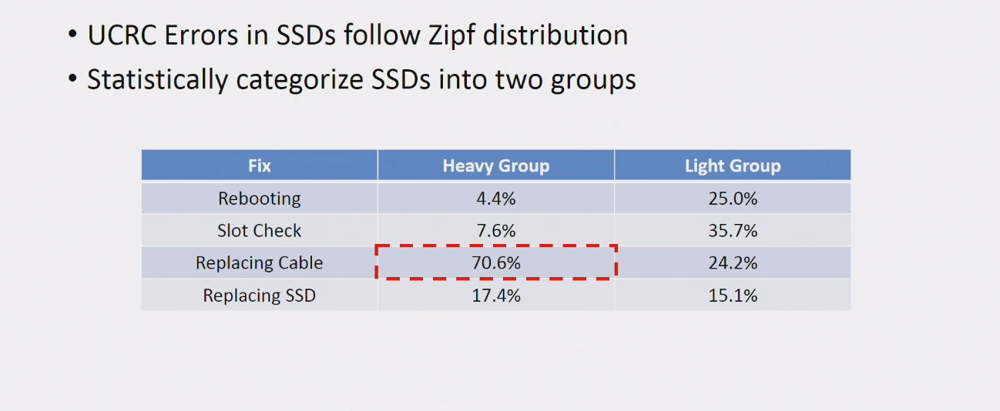 • UCRC Errors in SSDs follow Zipf distribution
• Statistically categorize SSDs into two groups
Fix Heavy Group Light Group
Rebooting 4.4% 25.0%
Slot Check 7.6% 35.7%
Replacing Cable 70.6% 24.2%
Replacing SSD 17.4% 15.1%